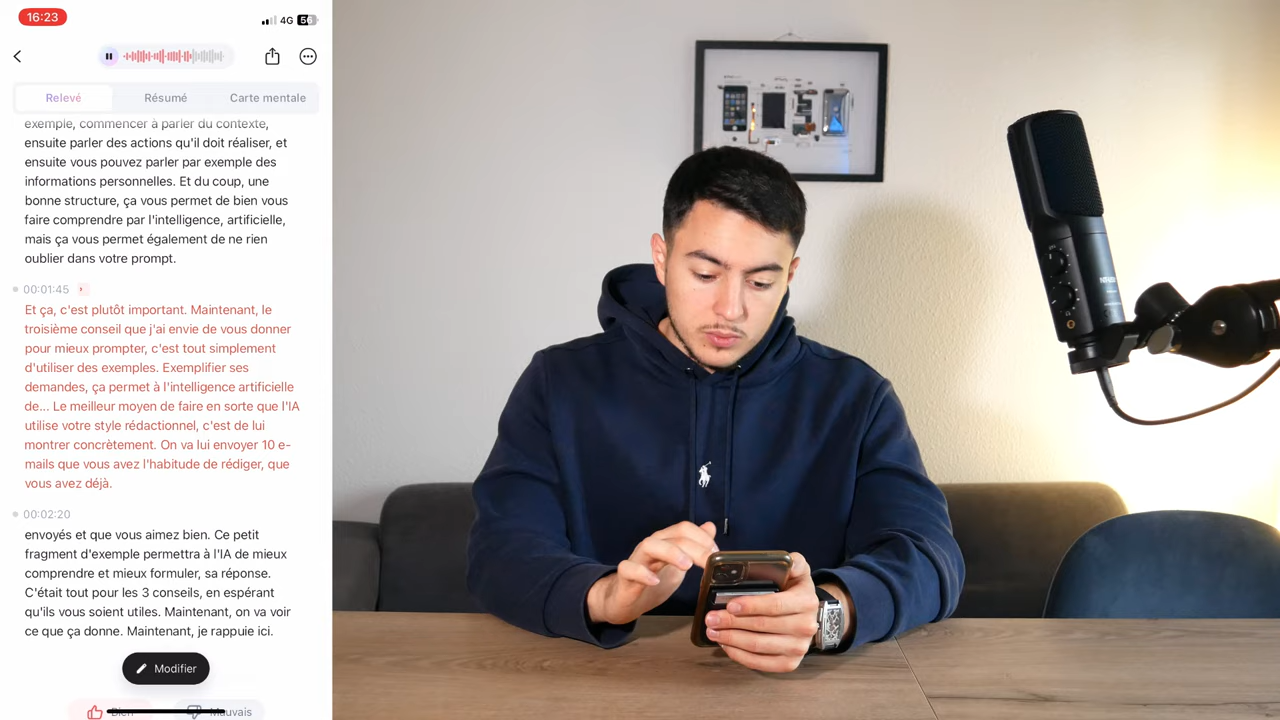 16:23
4G 56
Relevé Résumé Carte mentale
exemple, commencer à parler du contexte,
ensuite parler des actions qu'il doit réaliser, et
ensuite vous pouvez parler par exemple des
informations personnelles. Et du coup, une
bonne structure, ça vous permet de bien vous
faire comprendre par l'intelligence, artificielle,
mais ça vous permet également de ne rien
oublier dans votre prompt.
00:01:45
Et ça, c'est plutôt important. Maintenant, le
troisième conseil que j'ai envie de vous donner
pour mieux prompter, c'est tout simplement
d'utiliser des exemples. Exemplifier ses
demandes, ça permet à l'intelligence artificielle
de... Le meilleur moyen de faire en sorte que l'IA
utilise votre style rédactionnel, c'est de lui
montrer concrètement. On va lui envoyer 10 e-
mails que vous avez l'habitude de rédiger, que
vous avez déjà.
00:02:20
envoyés et que vous aimez bien. Ce petit
fragment d'exemple permettra à l'IA de mieux
comprendre et mieux formuler, sa réponse.
C'était tout pour les 3 conseils, en espérant
qu'ils vous soient utiles. Maintenant, on va voir
ce que ça donne. Maintenant, je rappuie ici.
Modifier
Bien Mauvais